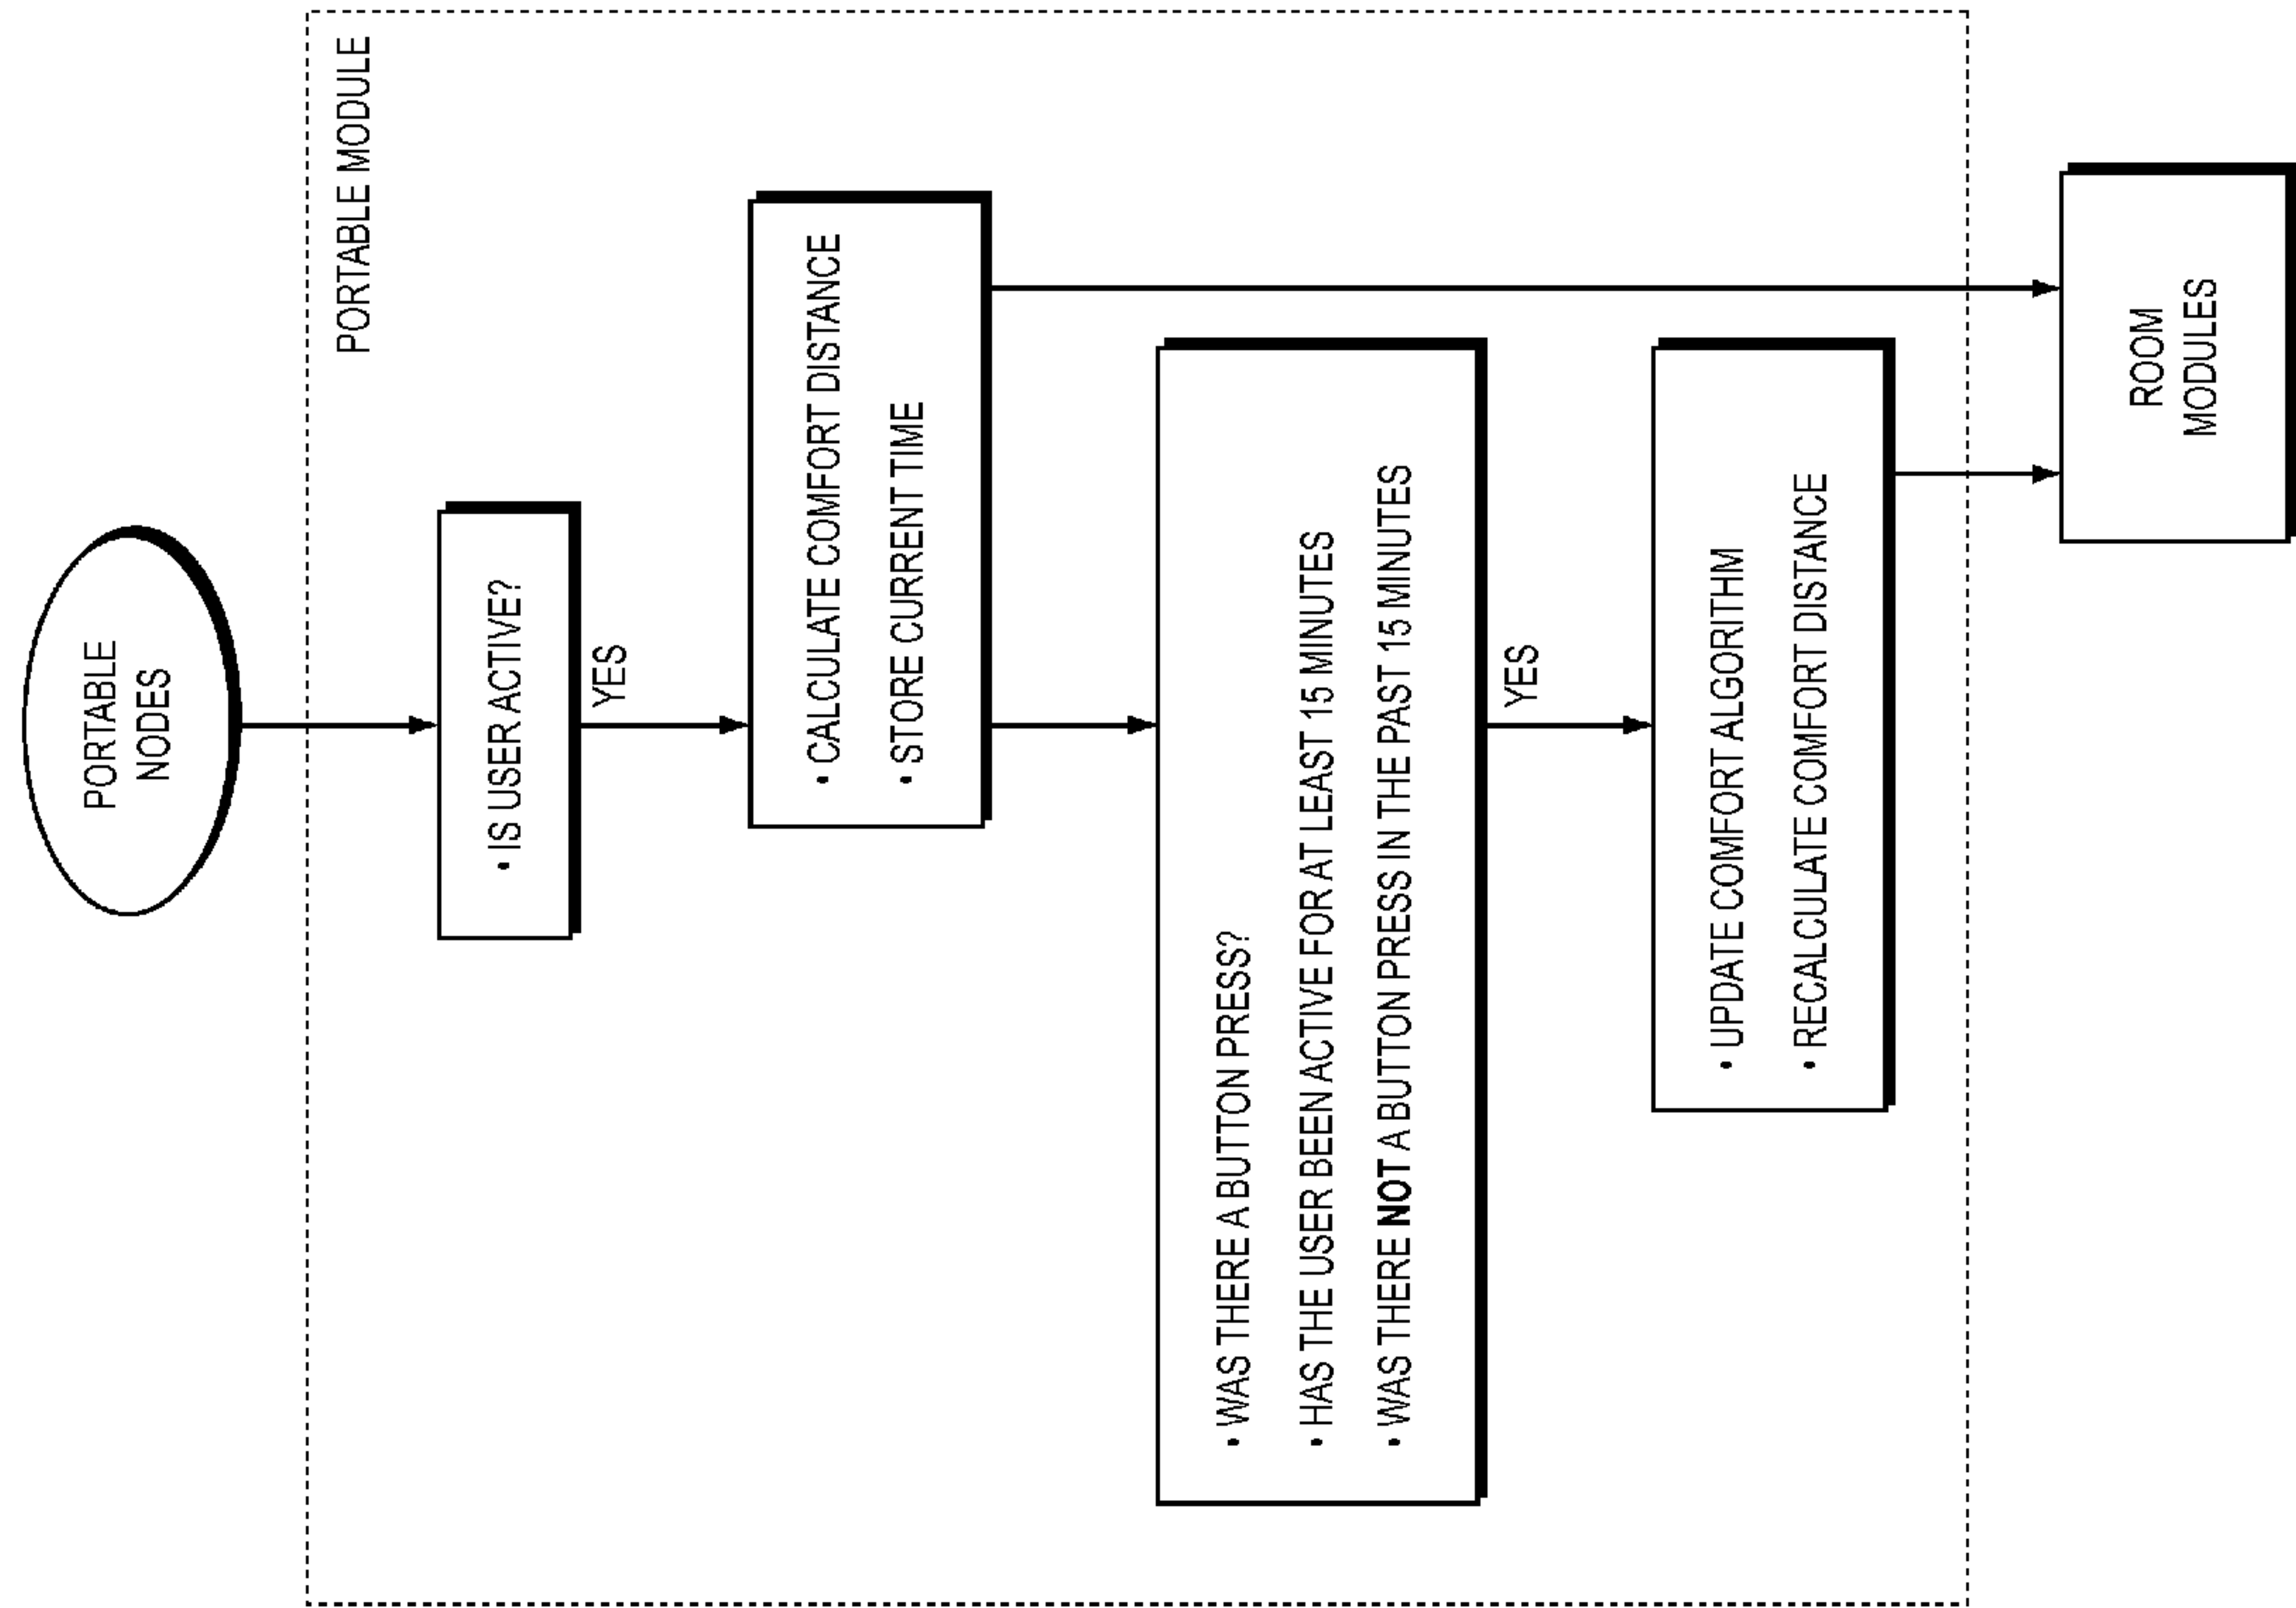 PORTABLE
NODES
PORTABLE MODULE
• IS USER ACTIVE?
YES
• CALCULATE COMFORT DISTANCE
• STORE CURRENT TIME
• WAS THERE A BUTTON PRESS?
• HAS THE USER BEEN ACTIVE FOR AT LEAST 15 MINUTES
• WAS THERE NOT A BUTTON PRESS IN THE PAST 15 MINUTES
YES
• UPDATE COMFORT ALGORITHM
• RECALCULATE COMFORT DISTANCE
ROOM
MODULES